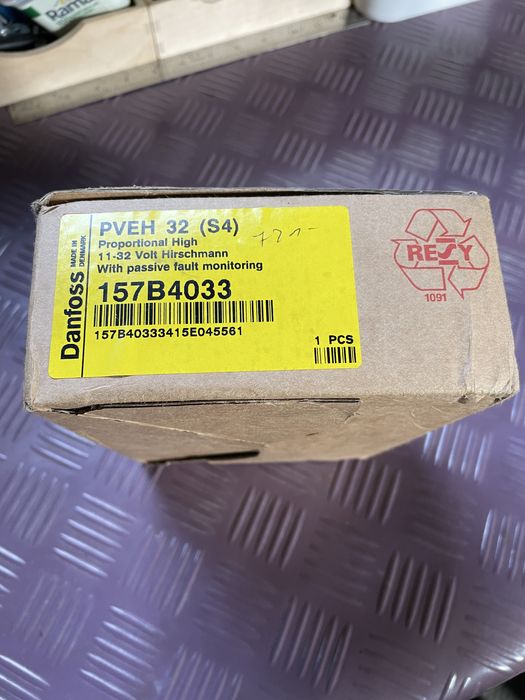 PVEH 32 (S4)
Proportional High
11-32 Volt Hirschmann
With passive fault monitoring
157B4033
157B40333415E045561
1 PCS
Danfoss
MADE IN
DENMARK
RESY
1091